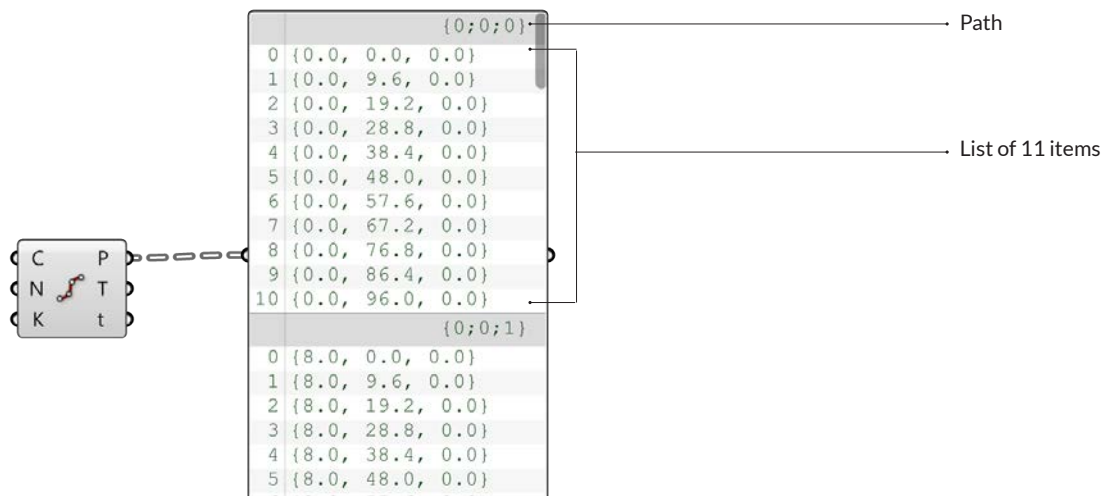 {0;0;0}
Path
0 {0.0, 0.0, 0.0}
1 {0.0, 9.6, 0.0}
2 {0.0, 19.2, 0.0}
3 {0.0, 28.8, 0.0}
4 {0.0, 38.4, 0.0}
List of 11 items
5 {0.0, 48.0, 0.0}
6 {0.0, 57.6, 0.0}
7 {0.0, 67.2, 0.0}
8 {0.0, 76.8, 0.0}
9 {0.0, 86.4, 0.0}
10 {0.0, 96.0, 0.0}
C P
N T
K t
{0;0;1}
0 {8.0, 0.0, 0.0}
1 {8.0, 9.6, 0.0}
2 {8.0, 19.2, 0.0}
3 {8.0, 28.8, 0.0}
4 {8.0, 38.4, 0.0}
5 {8.0, 48.0, 0.0}